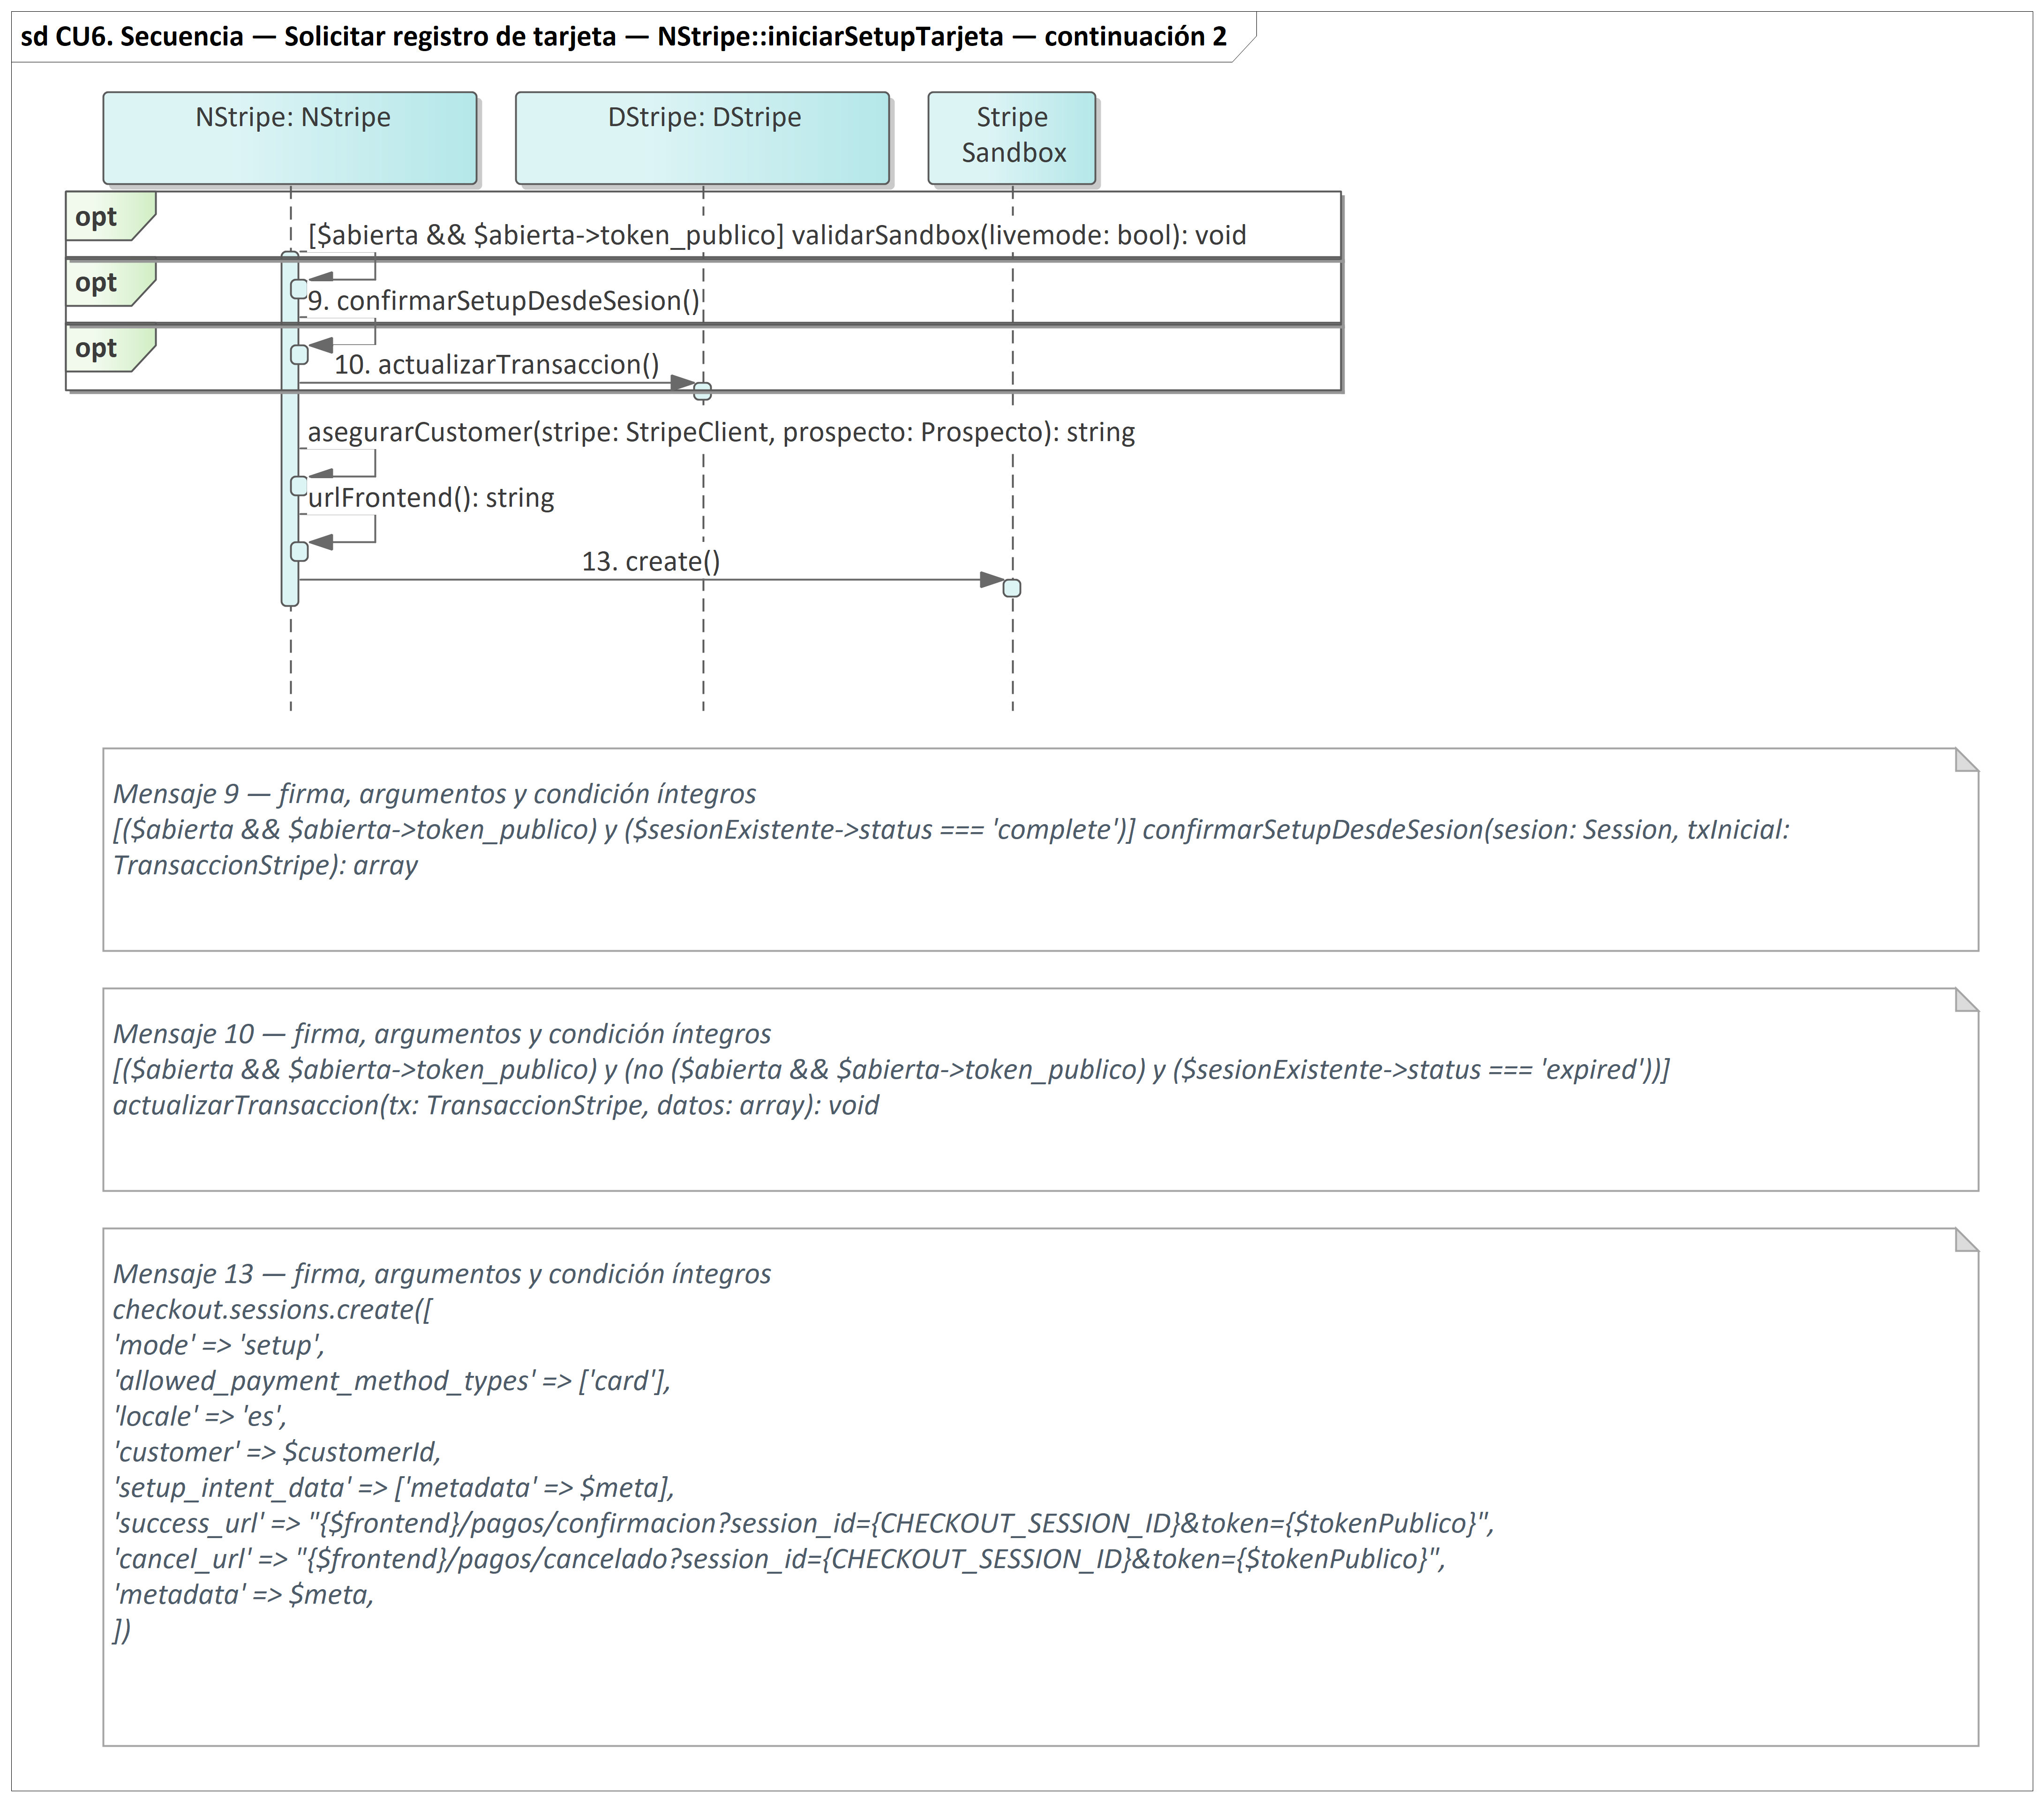 sd CU6. Secuencia — Solicitar registro de tarjeta — NStripe::iniciarSetupTarjeta — continuación 2
NStripe: NStripe
DStripe: DStripe
Stripe
Sandbox
opt
[$abierta && $abierta->token_publico] validarSandbox(livemode: bool): void
opt
9. confirmarSetupDesdeSesion()
opt
10. actualizarTransaccion()
asegurarCustomer(stripe: StripeClient, prospecto: Prospecto): string
urlFrontend(): string
13. create()
Mensaje 9 — firma, argumentos y condición íntegros
[($abierta && $abierta->token_publico) y ($sesionExistente->status === 'complete')] confirmarSetupDesdeSesion(sesion: Session, txInicial:
TransaccionStripe): array
Mensaje 10 — firma, argumentos y condición íntegros
[($abierta && $abierta->token_publico) y (no ($abierta && $abierta->token_publico) y ($sesionExistente->status === 'expired'))]
actualizarTransaccion(tx: TransaccionStripe, datos: array): void
Mensaje 13 — firma, argumentos y condición íntegros
checkout.sessions.create([
'mode' => 'setup',
'allowed_payment_method_types' => ['card'],
'locale' => 'es',
'customer' => $customerId,
'setup_intent_data' => ['metadata' => $meta],
'success_url' => "{$frontend}/pagos/confirmacion?session_id={CHECKOUT_SESSION_ID}&token={$tokenPublico}",
'cancel_url' => "{$frontend}/pagos/cancelado?session_id={CHECKOUT_SESSION_ID}&token={$tokenPublico}",
'metadata' => $meta,
])